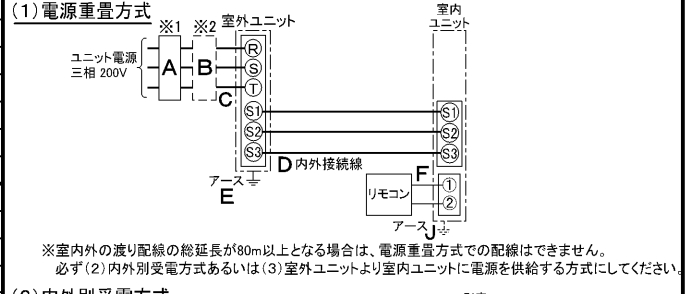 (1)電源重畳方式
※1 ※2 室外ユニット
室内
ユニット
ユニット電源
三相 200V
A
B
C
R
S
T
S1
S2
S3
S1
S2
S3
D 内外接続線
アース
E
リモコン
F
①
②
アース
J
※室内外の渡り配線の総延長が80m以上となる場合は、電源重畳方式での配線はできません。
必ず(2)内外別受電方式あるいは(3)室外ユニットより室内ユニットに電源を供給する方式にしてください。